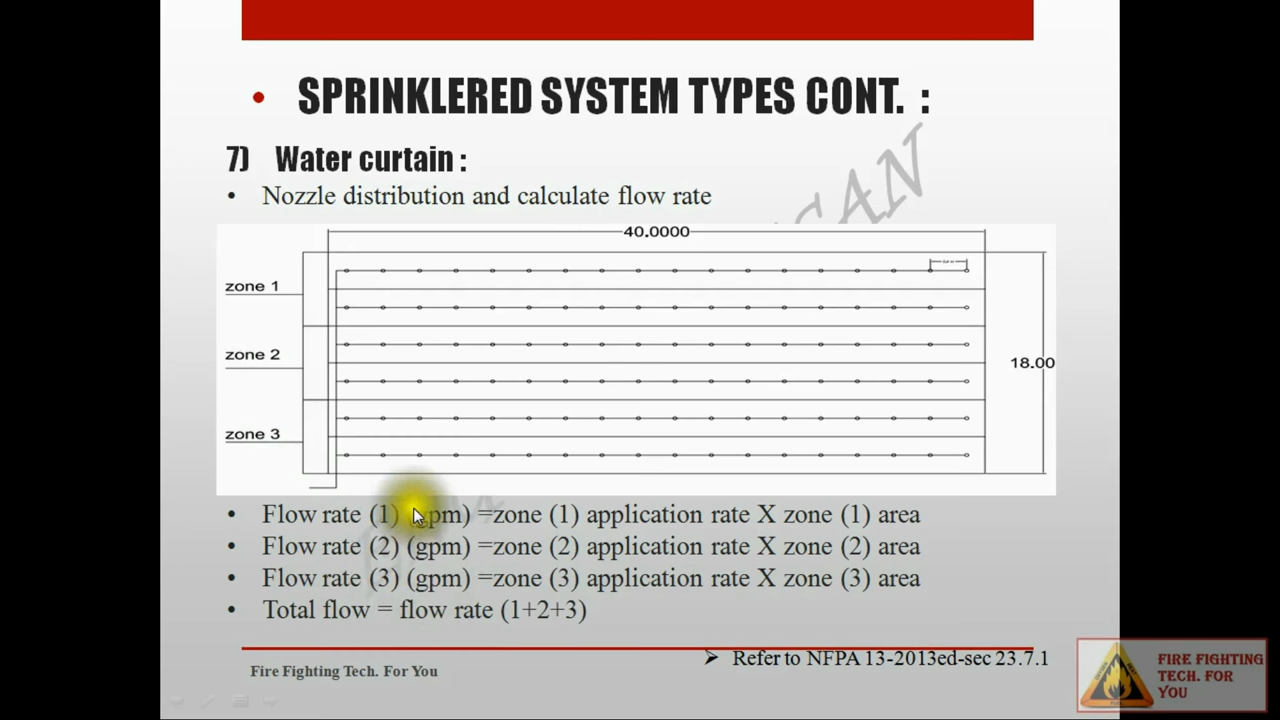 • SPRINKLERED SYSTEM TYPES CONT. :
7) Water curtain :
• Nozzle distribution and calculate flow rate
40.0000
zone 1
zone 2
18.00
zone 3
• Flow rate (1) (gpm) =zone (1) application rate X zone (1) area
• Flow rate (2) (gpm) =zone (2) application rate X zone (2) area
• Flow rate (3) (gpm) =zone (3) application rate X zone (3) area
• Total flow = flow rate (1+2+3)
Refer to NFPA 13-2013ed-sec 23.7.1
Fire Fighting Tech. For You
FIRE FIGHTING
TECH. FOR
YOU